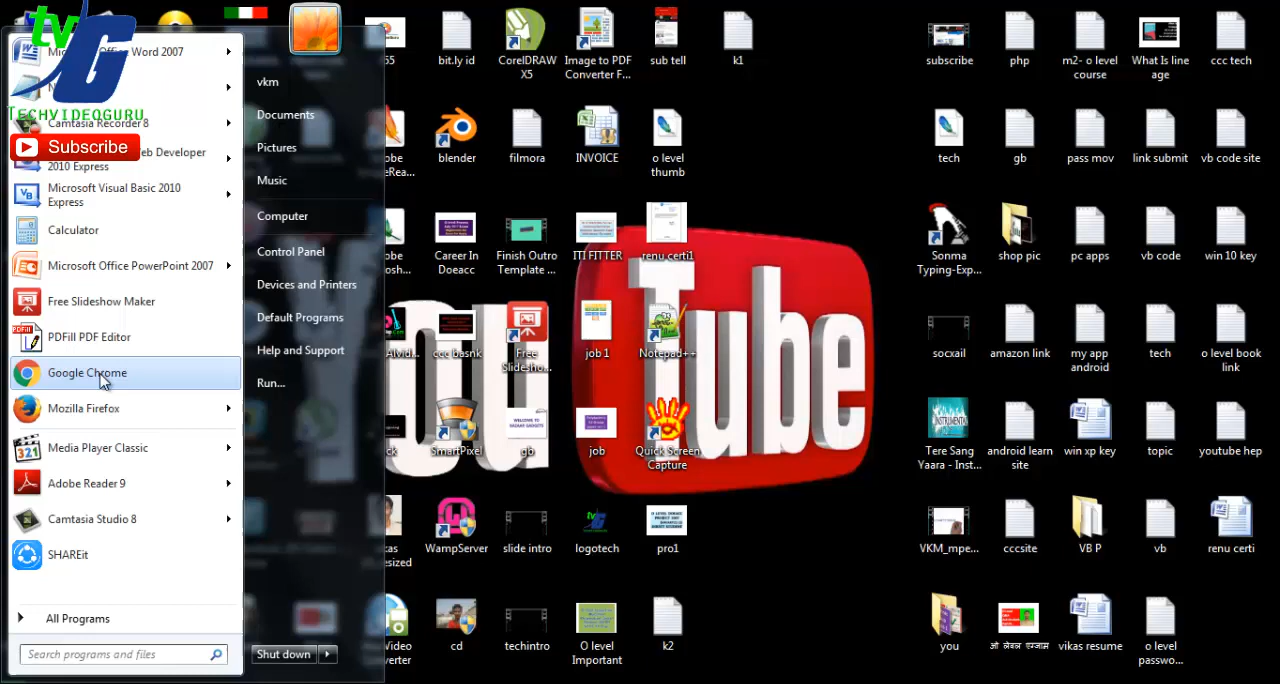 tv
G
TECHVIDEOGURU
Subscribe
Word 2007
Camtasia Recorder 8
Web Developer
2010 Express
Microsoft Visual Basic 2010
Express
Calculator
Microsoft Office PowerPoint 2007
Free Slideshow Maker
PDFill PDF Editor
Google Chrome
Mozilla Firefox
Media Player Classic
Adobe Reader 9
Camtasia Studio 8
SHAREit
All Programs
Search programs and files
vkm
Documents
Pictures
Music
Computer
Control Panel
Devices and Printers
Default Programs
Help and Support
Run...
Shut down
bit.ly id
CorelDRAW
X5
Image to PDF
Converter F...
sub tell
k1
subscribe
php
m2- o level
course
What Is line
age
ccc tech
blender
filmora
INVOICE
o level
thumb
tech
gb
pass mov
link submit
vb code site
Career In
Doeacc
Finish Outro
Template ...
ITI FITTER
renu certi1
Sonma
Typing-Exp...
shop pic
pc apps
vb code
win 10 key
ccc basnk
Free
Slidesho...
job 1
Notepad++
socxail
amazon link
my app
android
tech
o level book
link
SmartPixel
gb
job
Quick Screen
Capture
Tere Sang
Yaara - Inst...
android learn
site
win xp key
topic
youtube hep
WampServer
slide intro
logotech
pro1
VKM_mpe...
cccsite
VB P
vb
renu certi
cd
techintro
O level
Important
k2
you
ओ लेबल एग्जाम
vikas resume
o level
passwo...
Tube